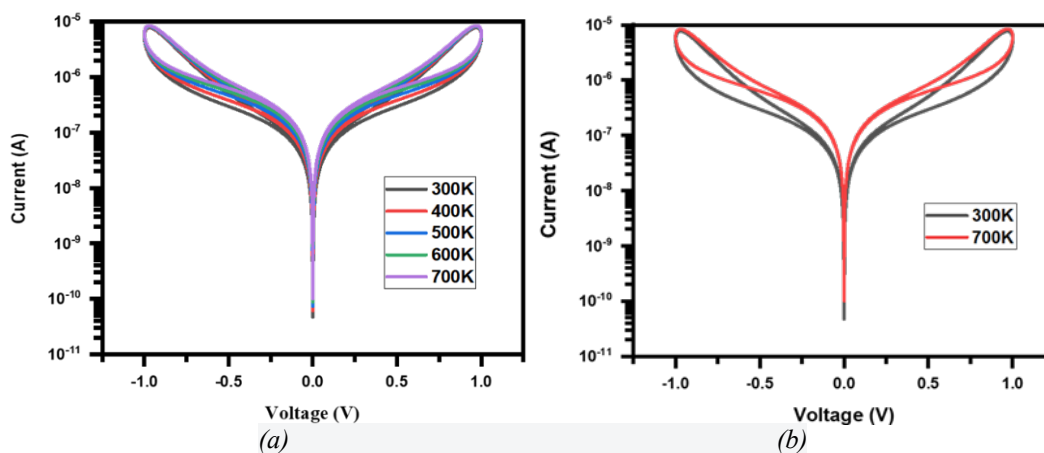 10⁻⁵
10⁻⁶
10⁻⁷
10⁻⁸
10⁻⁹
10⁻¹⁰
10⁻¹¹
Current (A)
300K
400K
500K
600K
700K
-1.0 -0.5 0.0 0.5 1.0
Voltage (V)
(a)
10⁻⁵
10⁻⁶
10⁻⁷
10⁻⁸
10⁻⁹
10⁻¹⁰
10⁻¹¹
Current (A)
300K
700K
-1.0 -0.5 0.0 0.5 1.0
Voltage (V)
(b)